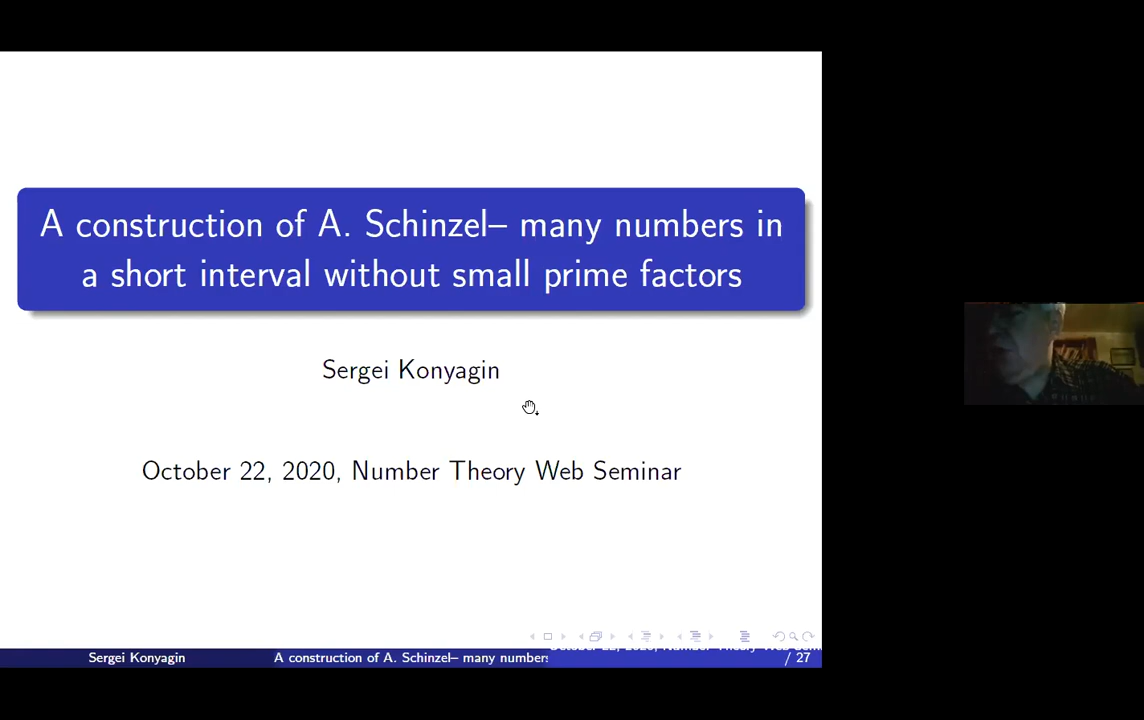 A construction of A. Schinzel– many numbers in
a short interval without small prime factors
Sergei Konyagin
October 22, 2020, Number Theory Web Seminar
Sergei Konyagin
A construction of A. Schinzel– many numbers
/ 27